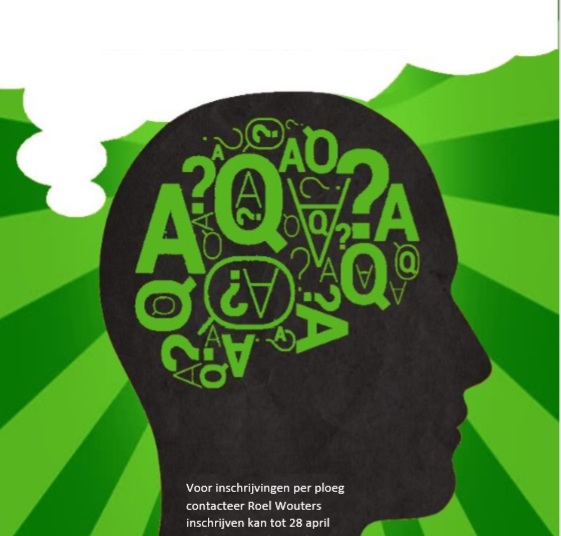 Voor inschrijvingen per ploeg
contacteer Roel Wouters
inschrijven kan tot 28 april